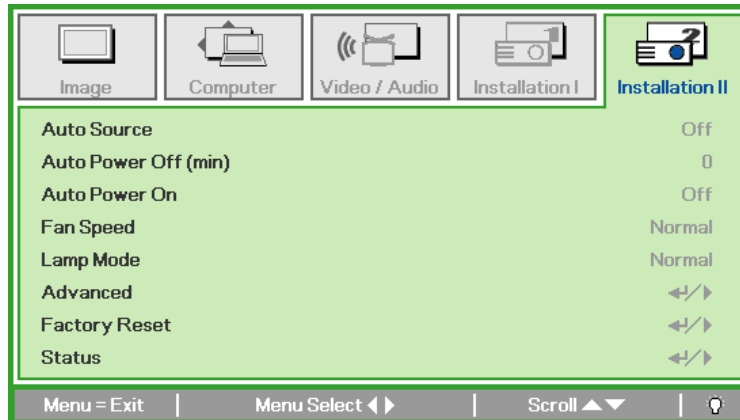 Image
Computer
Video / Audio
Installation I
Installation II
Auto Source Off
Auto Power Off (min) 0
Auto Power On Off
Fan Speed Normal
Lamp Mode Normal
Advanced
Factory Reset
Status
Menu = Exit Menu Select Scroll